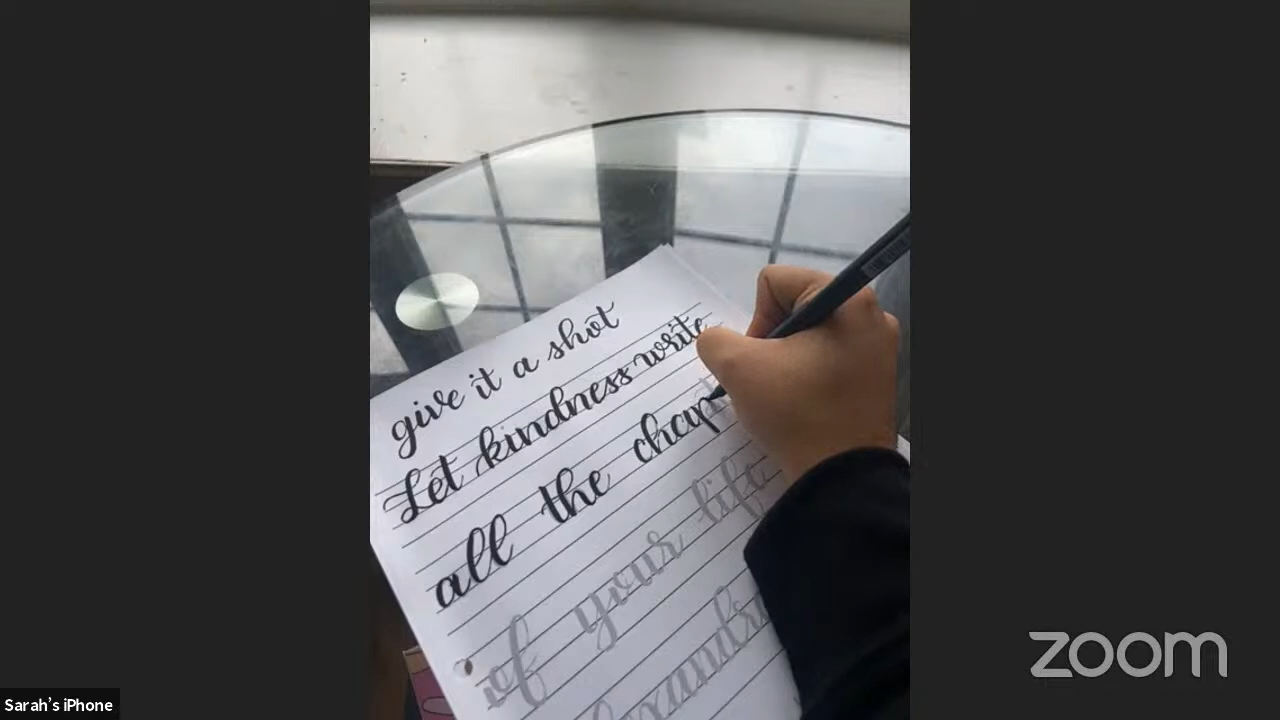 give it a shot
Let kindness write
all the chap
of your life
zoom
Sarah's iPhone